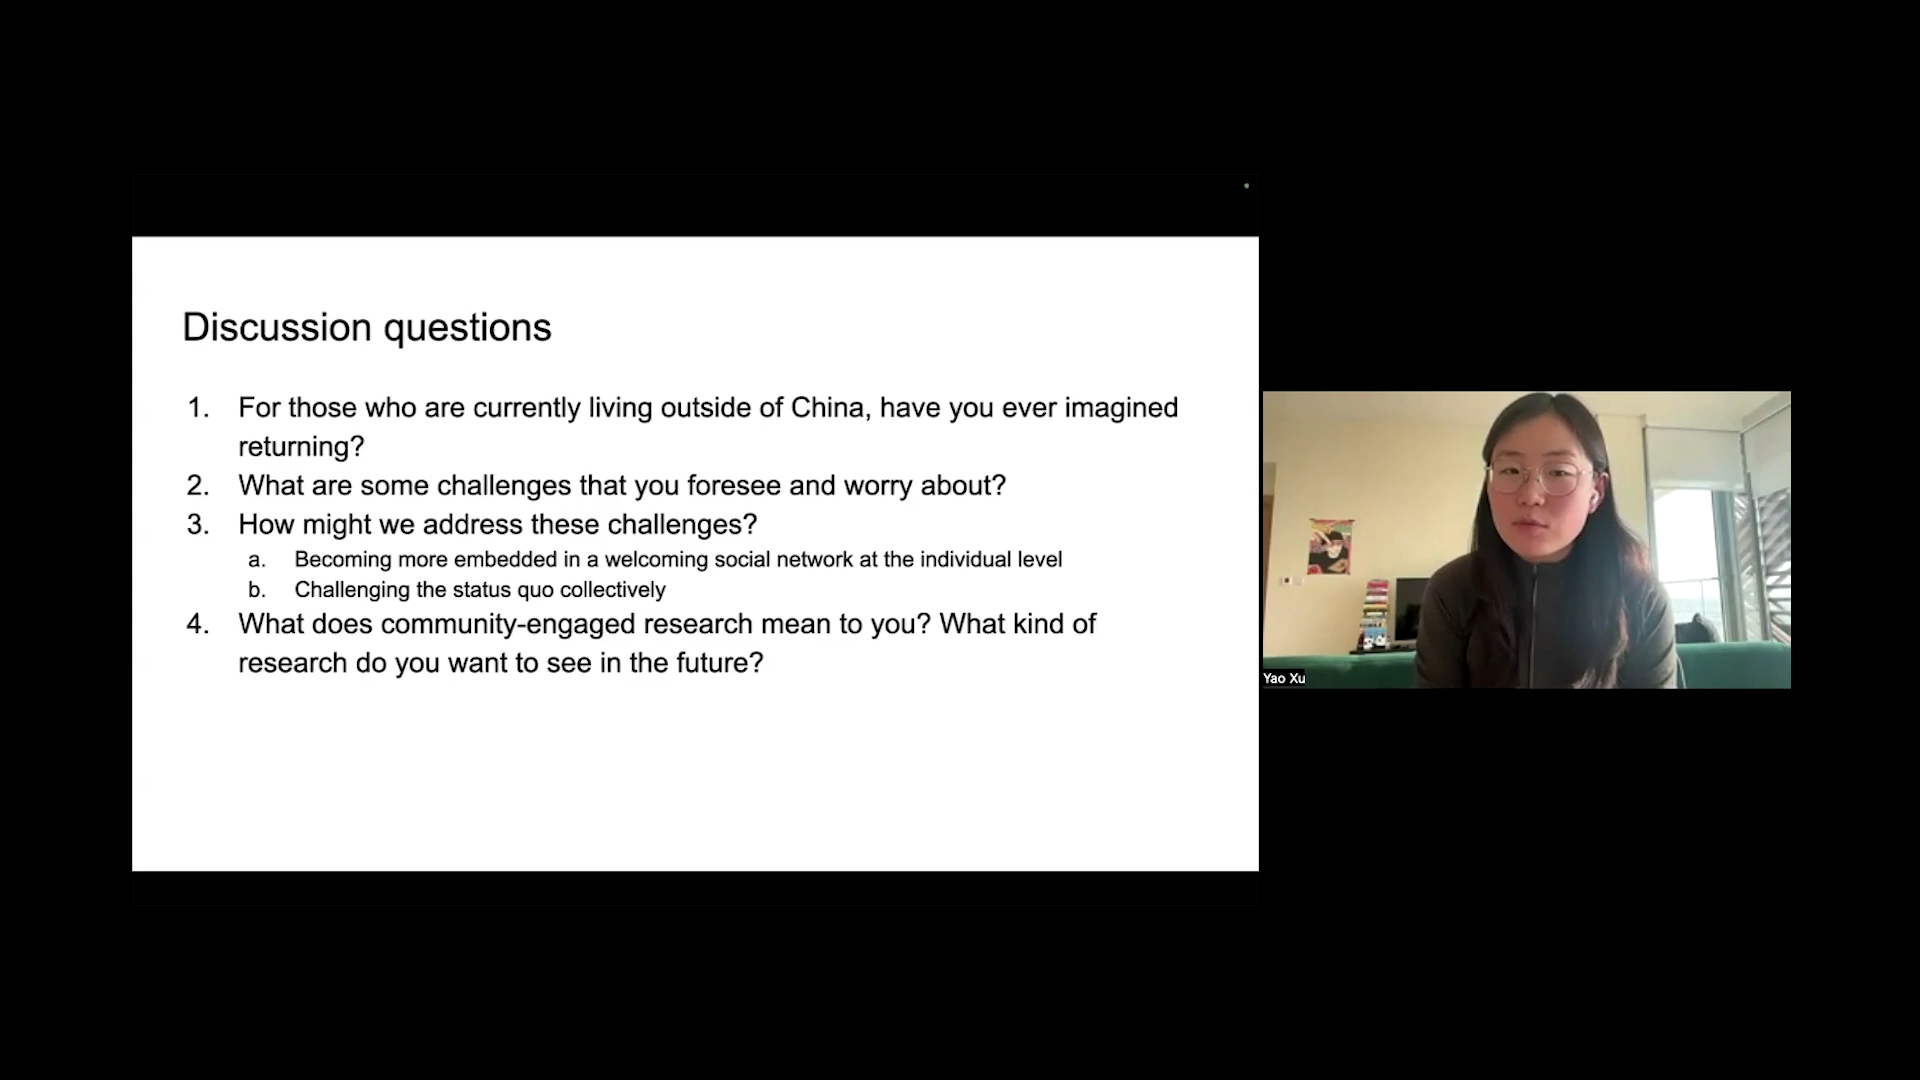 Discussion questions
1. For those who are currently living outside of China, have you ever imagined
returning?
2. What are some challenges that you foresee and worry about?
3. How might we address these challenges?
a. Becoming more embedded in a welcoming social network at the individual level
b. Challenging the status quo collectively
4. What does community-engaged research mean to you? What kind of
research do you want to see in the future?
Yao Xu